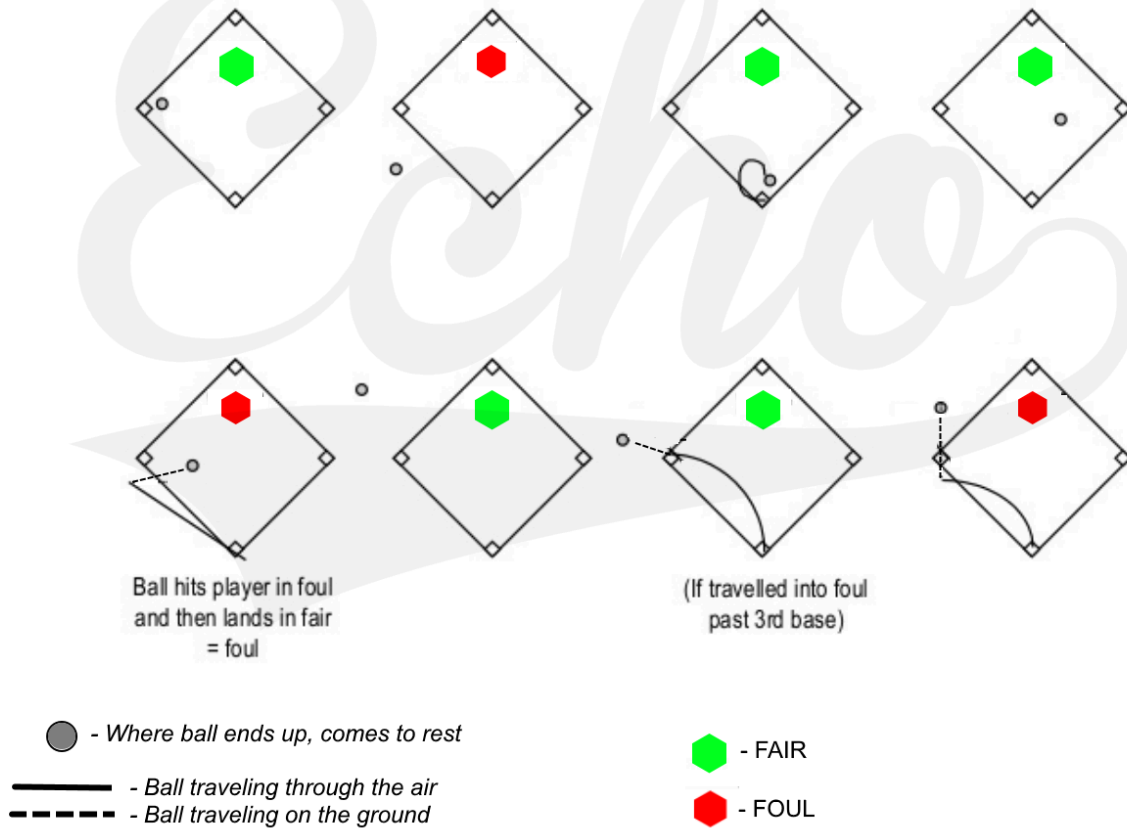 Echo
Ball hits player in foul
and then lands in fair
= foul
(If travelled into foul
past 3rd base)
- Where ball ends up, comes to rest
- Ball traveling through the air
- Ball traveling on the ground
- FAIR
- FOUL